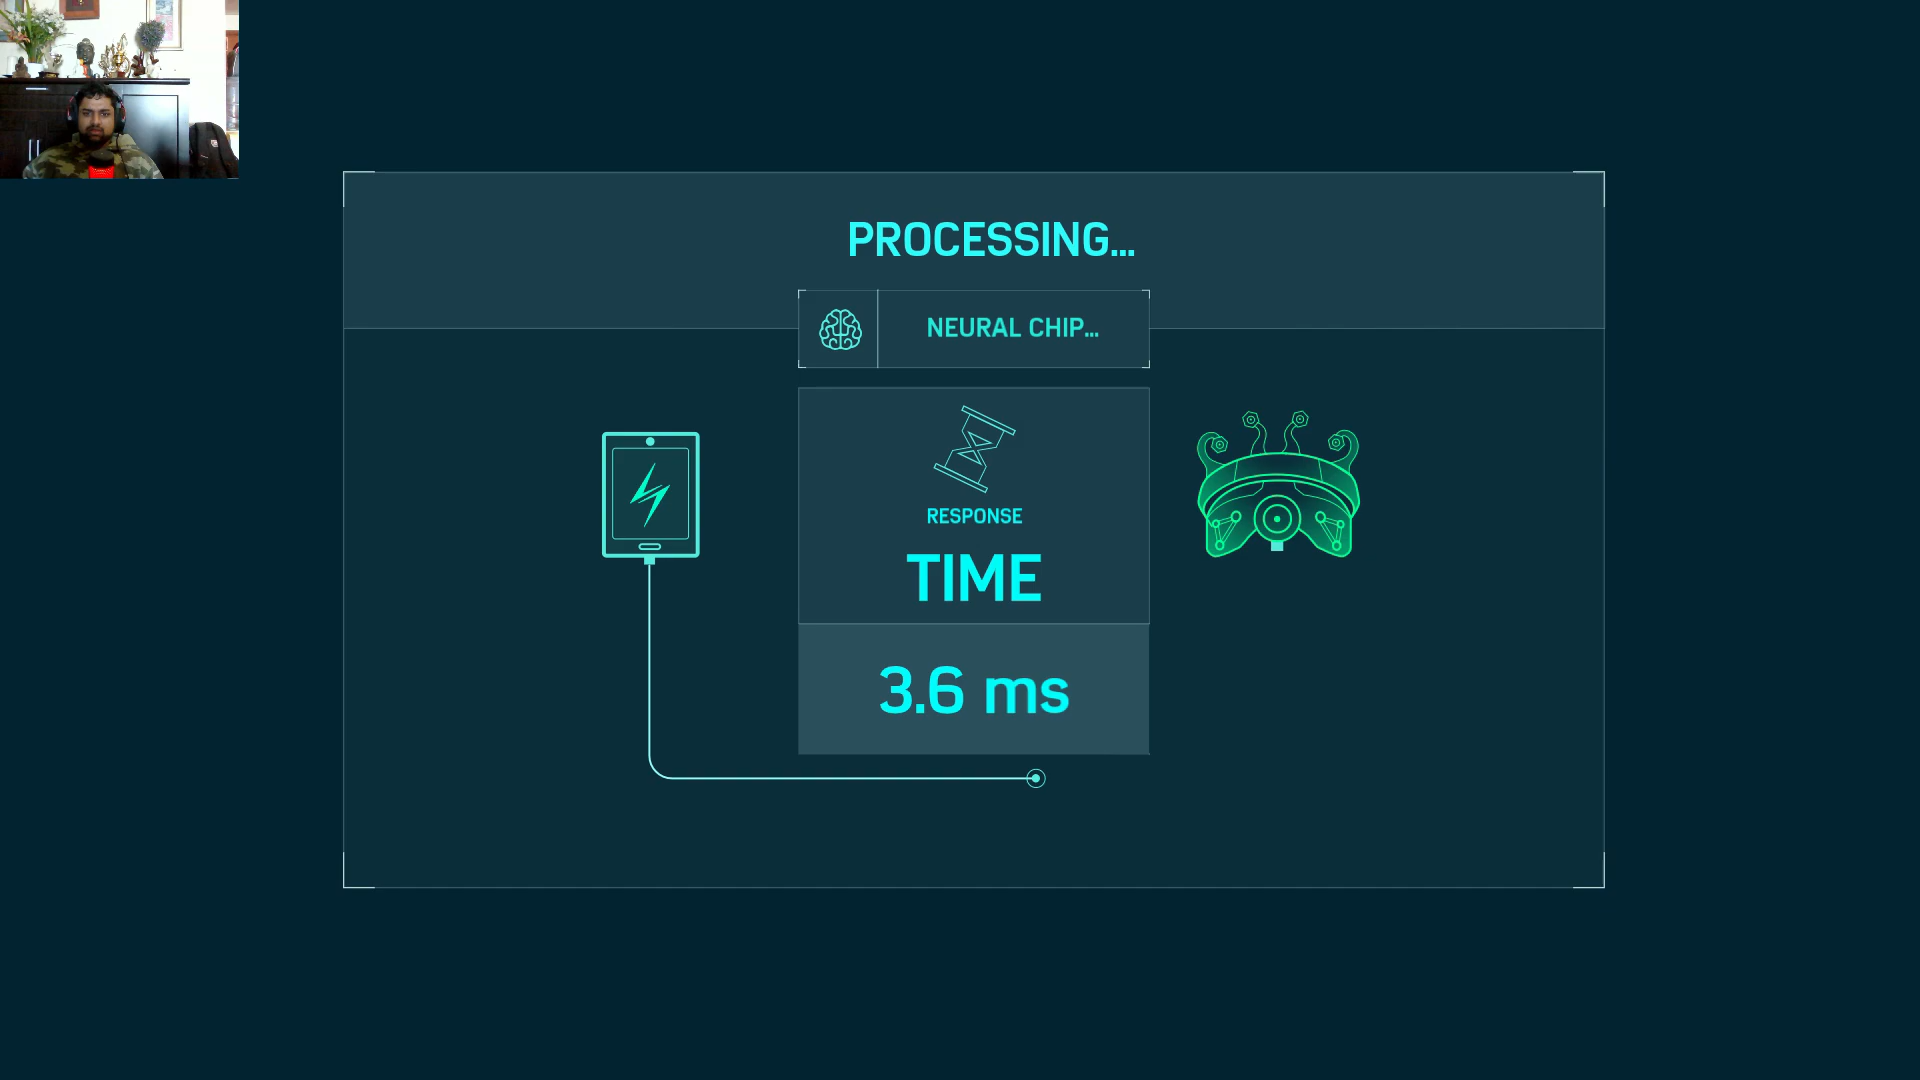 PROCESSING...
NEURAL CHIP...
RESPONSE
TIME
3.6 ms